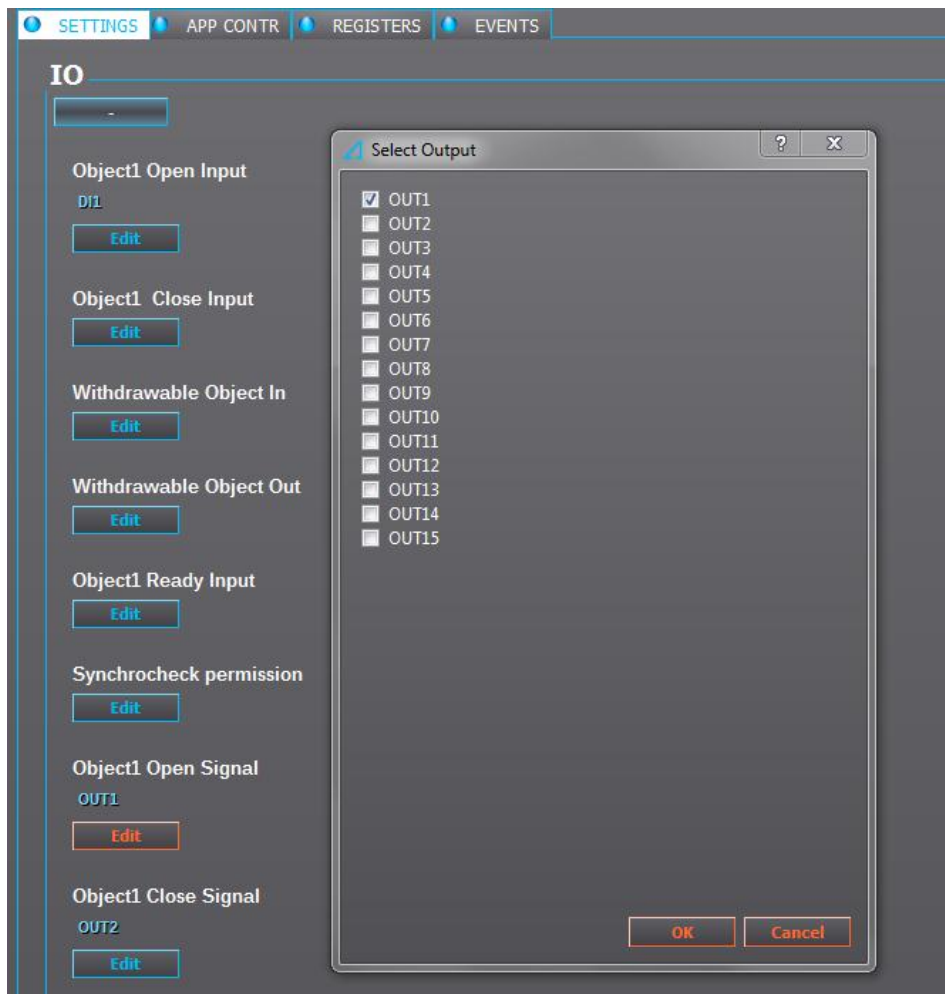 SETTINGS APP CONTR REGISTERS EVENTS
IO
-
Object1 Open Input
DI1
Edit
Object1 Close Input
Edit
Withdrawable Object In
Edit
Withdrawable Object Out
Edit
Object1 Ready Input
Edit
Synchrocheck permission
Edit
Object1 Open Signal
OUT1
Edit
Object1 Close Signal
OUT2
Edit
Select Output ? X
OUT1
OUT2
OUT3
OUT4
OUT5
OUT6
OUT7
OUT8
OUT9
OUT10
OUT11
OUT12
OUT13
OUT14
OUT15
OK Cancel